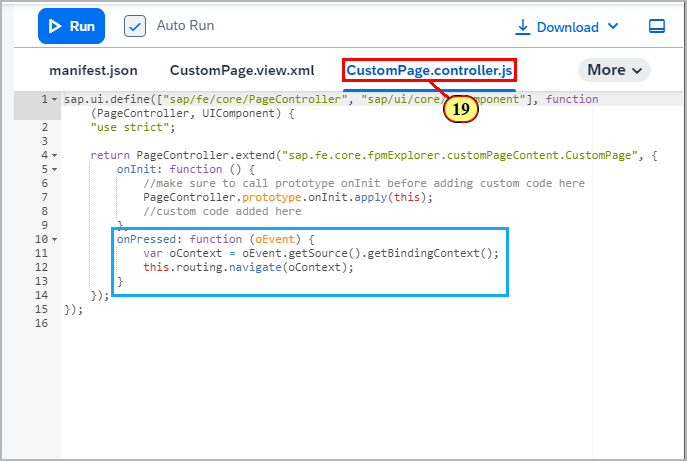 Run
Auto Run
Download
manifest.json
CustomPage.view.xml
CustomPage.controller.js
More
19
1 sap.ui.define(["sap/fe/core/PageController", "sap/ui/core/ omponent"], function
(PageController, UIComponent) {
2 "use strict";
3
4 return PageController.extend("sap.fe.core.fpmExplorer.customPageContent.CustomPage", {
5 onInit: function () {
6 //make sure to call prototype onInit before adding custom code here
7 PageController.prototype.onInit.apply(this);
8 //custom code added here
9 },
10 onPressed: function (oEvent) {
11 var oContext = oEvent.getSource().getBindingContext();
12 this.routing.navigate(oContext);
13 }
14 });
15 });
16